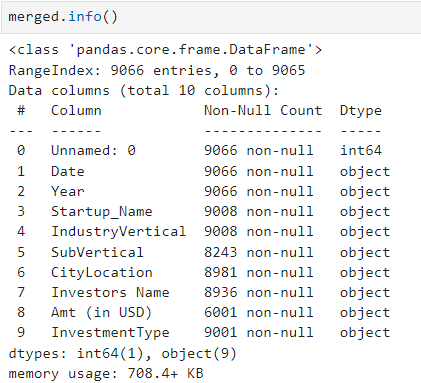 merged.info()
<class 'pandas.core.frame.DataFrame'>
RangeIndex: 9066 entries, 0 to 9065
Data columns (total 10 columns):
 #   Column            Non-Null Count  Dtype
---  ------            --------------  -----
 0   Unnamed: 0        9066 non-null   int64
 1   Date              9066 non-null   object
 2   Year              9066 non-null   object
 3   Startup_Name      9008 non-null   object
 4   IndustryVertical  9008 non-null   object
 5   SubVertical       8243 non-null   object
 6   CityLocation      8981 non-null   object
 7   Investors Name    8936 non-null   object
 8   Amt (in USD)      6001 non-null   object
 9   InvestmentType    9001 non-null   object
dtypes: int64(1), object(9)
memory usage: 708.4+ KB